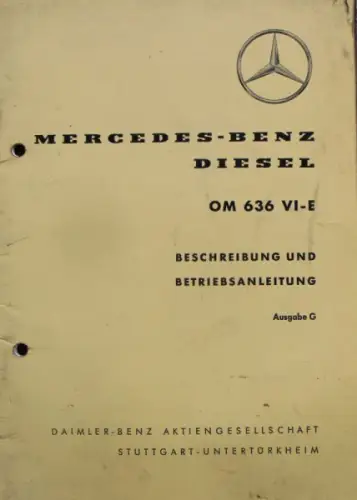 MERCEDES-BENZ
DIESEL
OM 636 VI-E
BESCHREIBUNG UND
BETRIEBSANLEITUNG
Ausgabe G
DAIMLER-BENZ AKTIENGESELLSCHAFT
STUTTGART-UNTERTÜRKHEIM